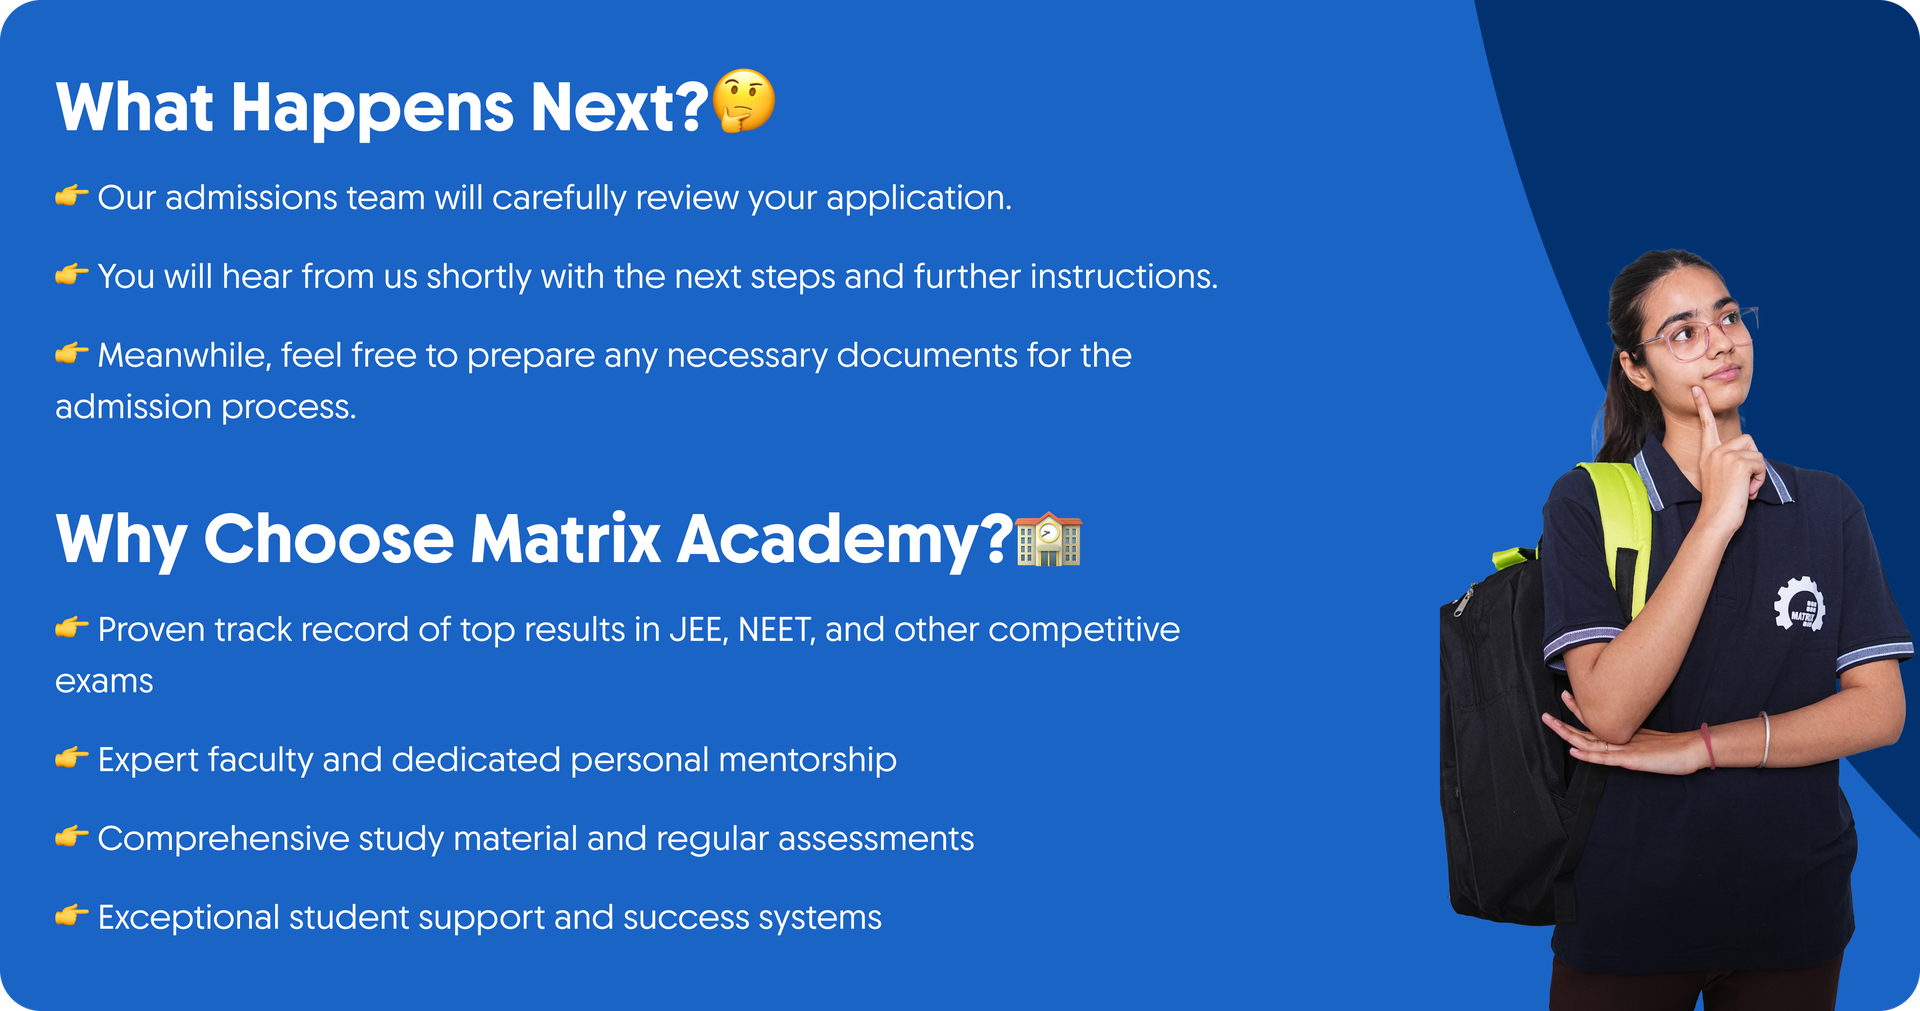 What Happens Next?🤔
👉 Our admissions team will carefully review your application.
👉 You will hear from us shortly with the next steps and further instructions.
👉 Meanwhile, feel free to prepare any necessary documents for the
admission process.
Why Choose Matrix Academy?🏫
👉 Proven track record of top results in JEE, NEET, and other competitive
exams
👉 Expert faculty and dedicated personal mentorship
👉 Comprehensive study material and regular assessments
👉 Exceptional student support and success systems
MATRIX